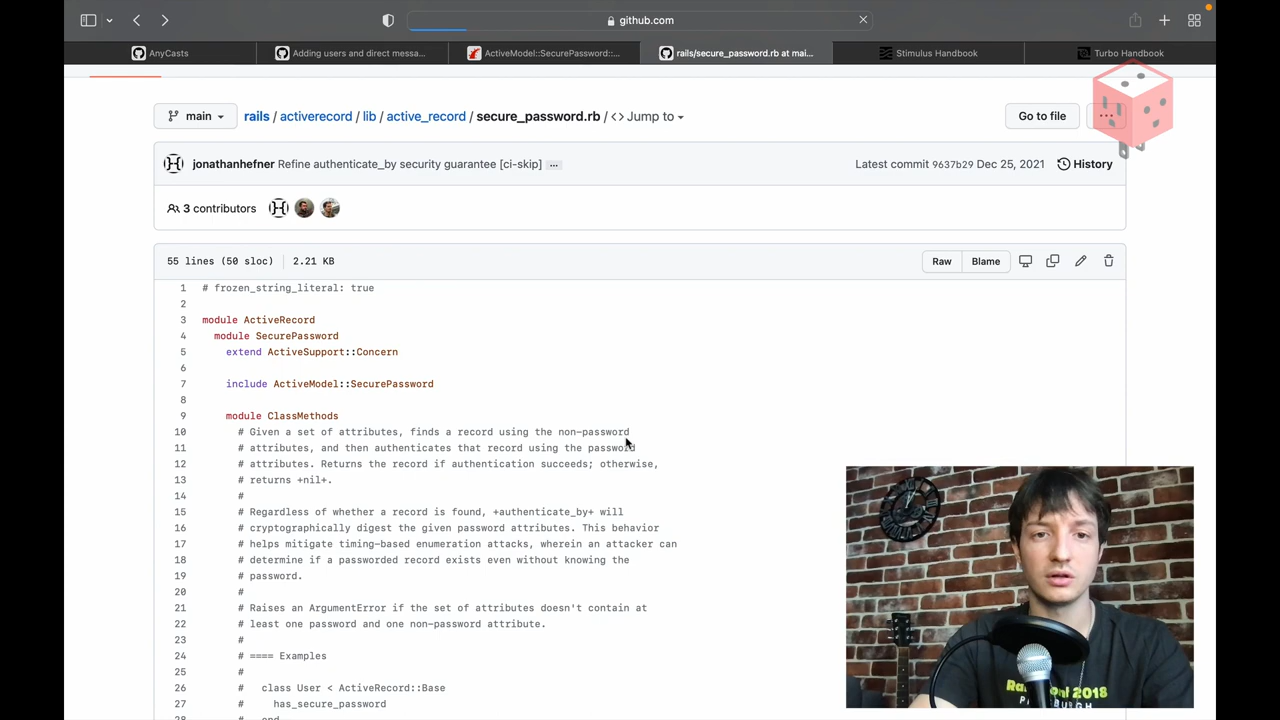 github.com
AnyCasts
Adding users and direct messa...
ActiveModel::SecurePassword::...
rails/secure_password.rb at mai...
Stimulus Handbook
Turbo Handbook
main
rails / activerecord / lib / active_record / secure_password.rb / <> Jump to
Go to file
...
jonathanhefner Refine authenticate_by security guarantee [ci-skip] ...
Latest commit 9637b29 Dec 25, 2021
History
3 contributors
55 lines (50 sloc) 2.21 KB
Raw
Blame
1 # frozen_string_literal: true
2
3 module ActiveRecord
4 module SecurePassword
5 extend ActiveSupport::Concern
6
7 include ActiveModel::SecurePassword
8
9 module ClassMethods
10 # Given a set of attributes, finds a record using the non-password
11 # attributes, and then authenticates that record using the password
12 # attributes. Returns the record if authentication succeeds; otherwise,
13 # returns +nil+.
14 #
15 # Regardless of whether a record is found, +authenticate_by+ will
16 # cryptographically digest the given password attributes. This behavior
17 # helps mitigate timing-based enumeration attacks, wherein an attacker can
18 # determine if a passworded record exists even without knowing the
19 # password.
20 #
21 # Raises an ArgumentError if the set of attributes doesn't contain at
22 # least one password and one non-password attribute.
23 #
24 # ==== Examples
25 #
26 # class User < ActiveRecord::Base
27 # has_secure_password
28 # end
2018